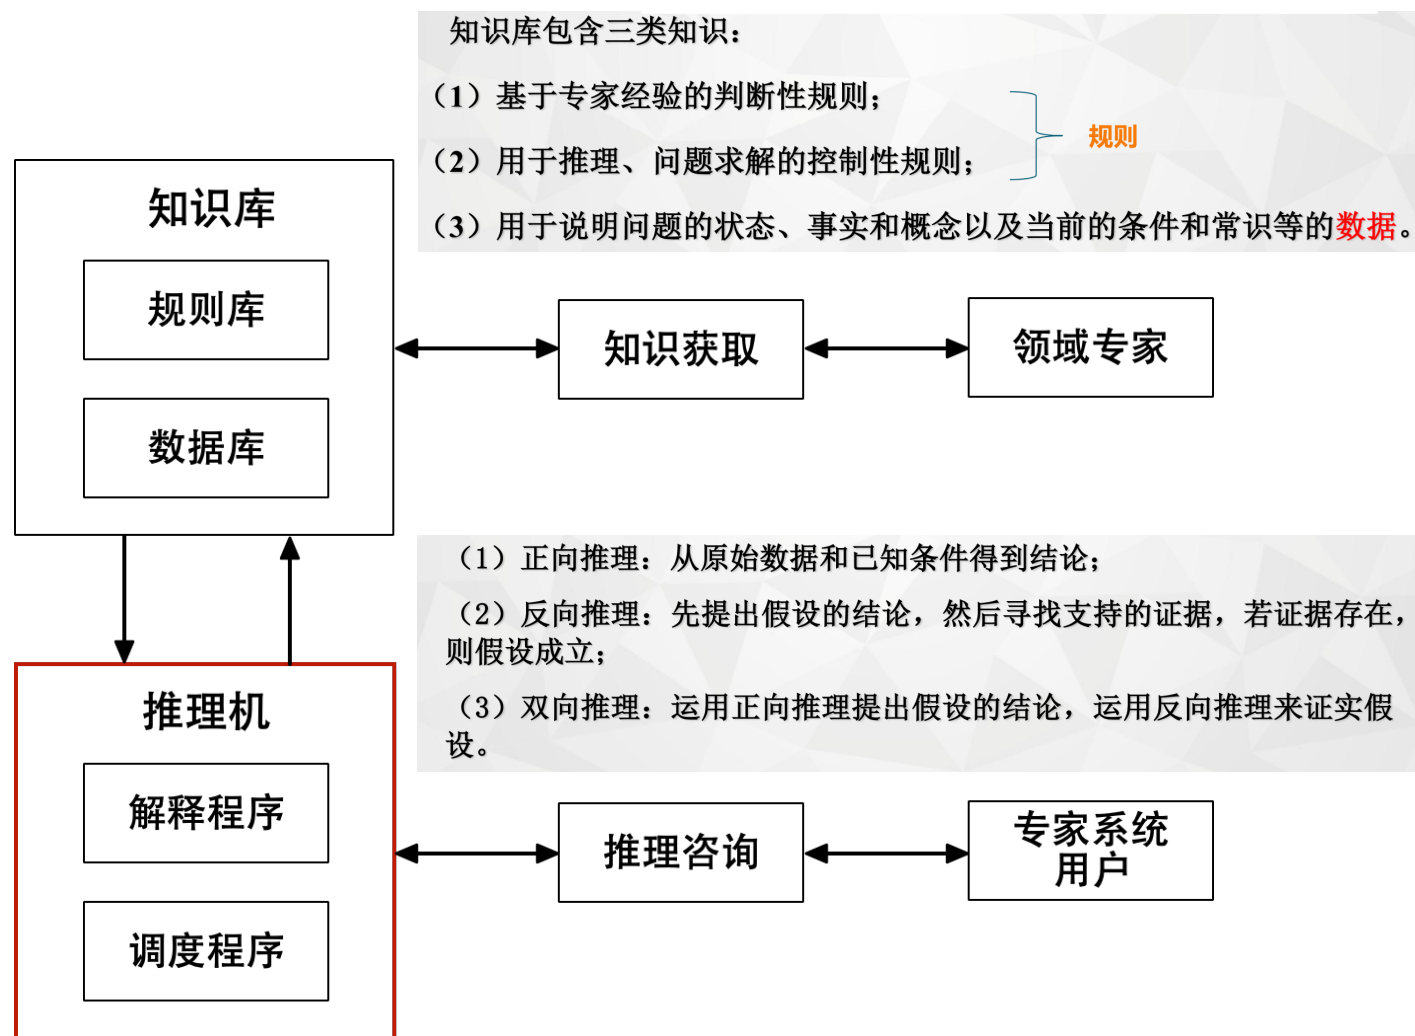 知识库包含三类知识：
（1）基于专家经验的判断性规则；
（2）用于推理、问题求解的控制性规则；
规则
（3）用于说明问题的状态、事实和概念以及当前的条件和常识等的数据。
知识库
规则库
数据库
知识获取
领域专家
（1）正向推理：从原始数据和已知条件得到结论；
（2）反向推理：先提出假设的结论，然后寻找支持的证据，若证据存在，
则假设成立；
（3）双向推理：运用正向推理提出假设的结论，运用反向推理来证实假
设。
推理机
解释程序
调度程序
推理咨询
专家系统
用户